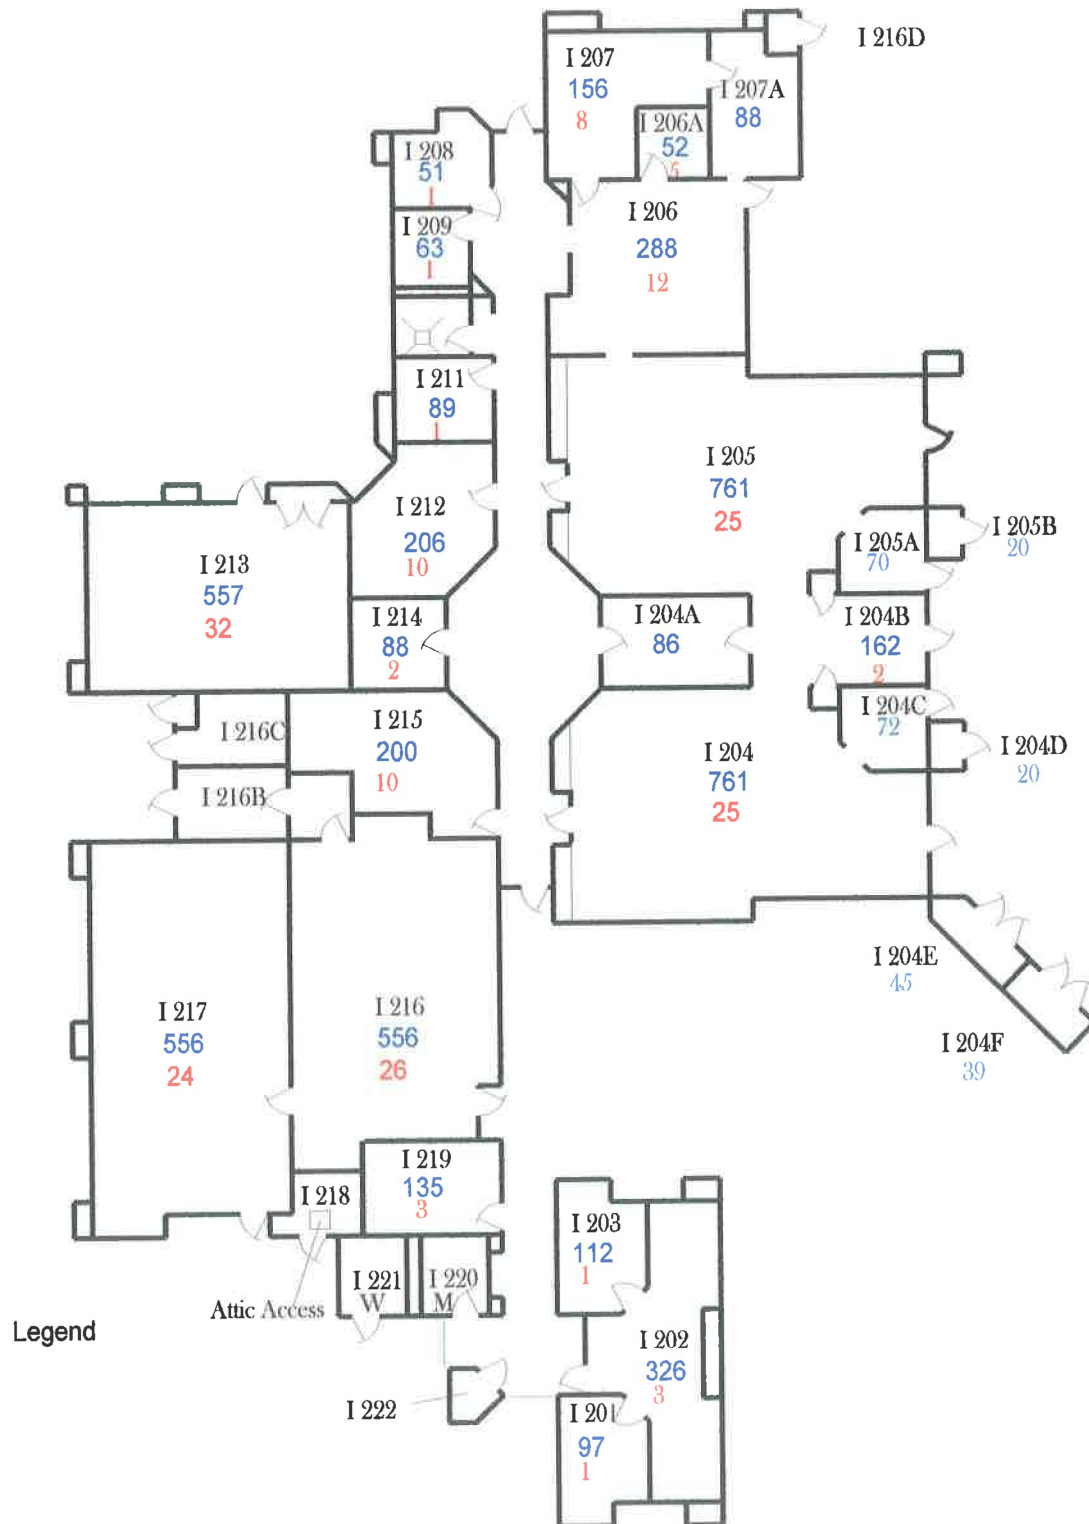 I 216D
I 207
156
8
I 207A
88
I 206A
52
5
I 208
51
1
I 209
63
1
I 206
288
12
I 211
89
1
I 205
761
25
I 212
206
10
I 205A
70
I 205B
20
I 213
557
32
I 214
88
2
I 204A
86
I 204B
162
2
I 204C
72
I 204D
20
I 216C
I 215
200
10
I 204
761
25
I 216B
I 204E
45
I 204F
39
I 217
556
24
I 216
556
26
I 219
135
3
I 218
I 203
112
1
I 221
W
I 220
M
Attic Access
Legend
I 202
326
3
I 222
I 201
97
1